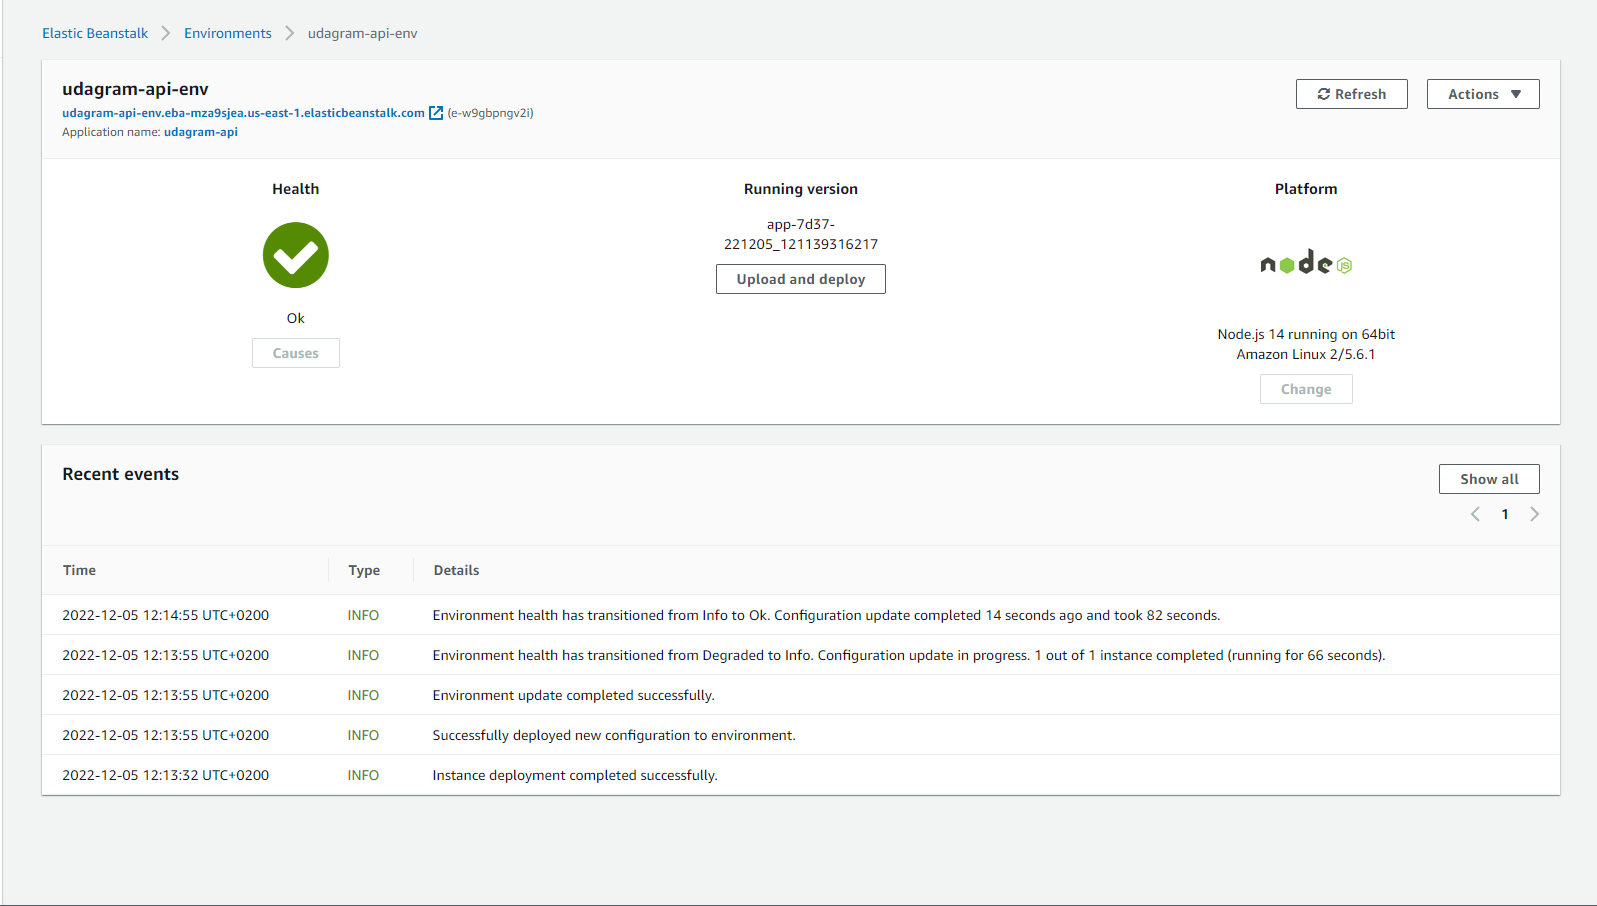 Elastic Beanstalk > Environments > udagram-api-env
udagram-api-env
udagram-api-env.eba-mza9sjea.us-east-1.elasticbeanstalk.com (e-w9gbpngv2i)
Application name: udagram-api
Refresh
Actions ▼
Health
Ok
Causes
Running version
app-7d37-
221205_121139316217
Upload and deploy
Platform
node JS
Node.js 14 running on 64bit
Amazon Linux 2/5.6.1
Change
Recent events
Show all
< 1 >
Time Type Details
2022-12-05 12:14:55 UTC+0200 INFO Environment health has transitioned from Info to Ok. Configuration update completed 14 seconds ago and took 82 seconds.
2022-12-05 12:13:55 UTC+0200 INFO Environment health has transitioned from Degraded to Info. Configuration update in progress. 1 out of 1 instance completed (running for 66 seconds).
2022-12-05 12:13:55 UTC+0200 INFO Environment update completed successfully.
2022-12-05 12:13:55 UTC+0200 INFO Successfully deployed new configuration to environment.
2022-12-05 12:13:32 UTC+0200 INFO Instance deployment completed successfully.